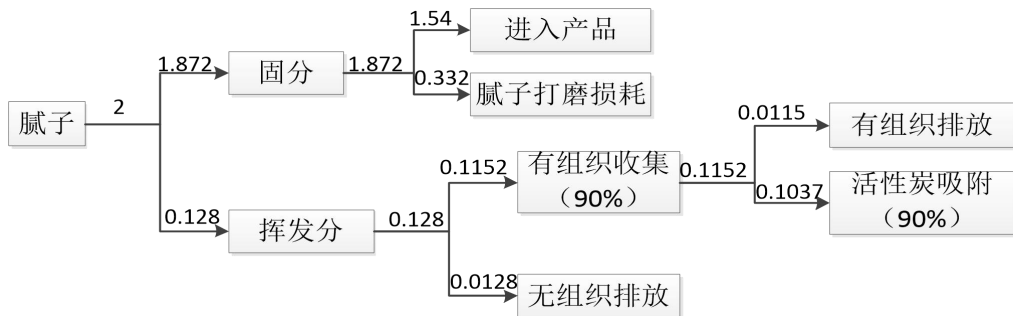 腻子
2
1.872
固分
1.872
1.54
进入产品
0.332
腻子打磨损耗
0.128
挥发分
0.128
0.1152
有组织收集
（90%）
0.1152
0.0115
有组织排放
0.1037
活性炭吸附
（90%）
0.0128
无组织排放